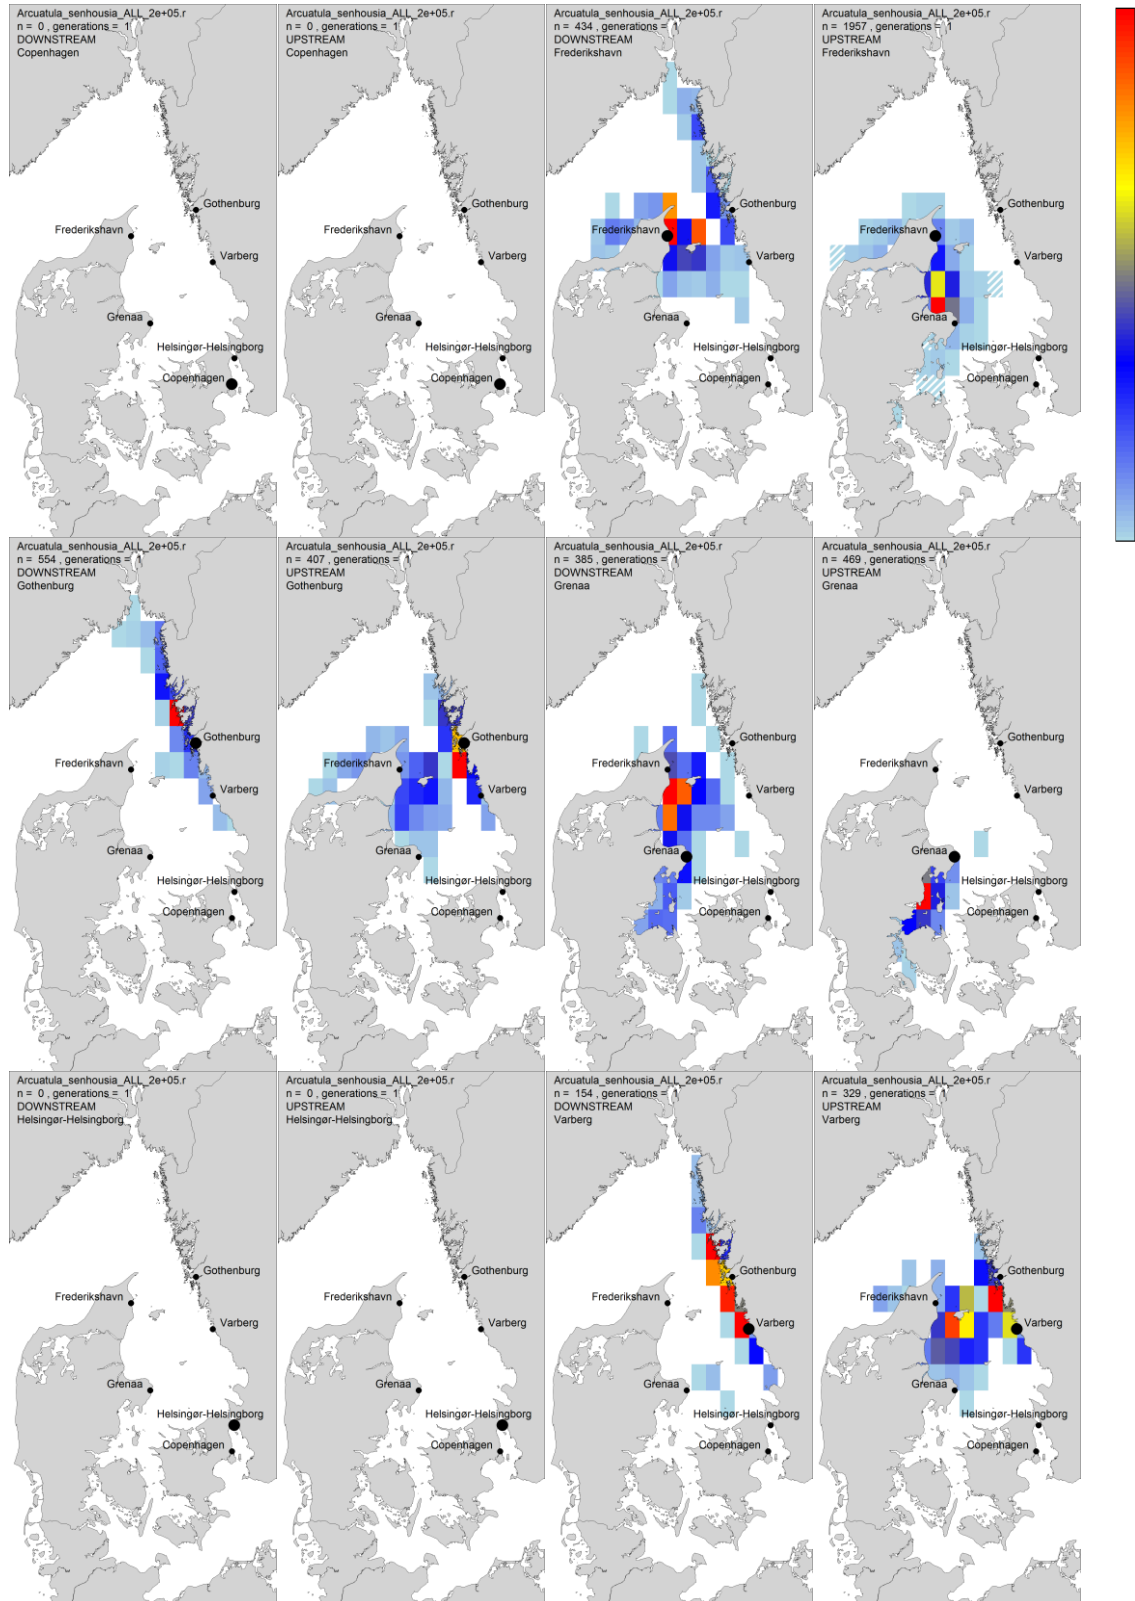 Arcuatula_senhousia_ALL_2e+05.r
n = 0 , generations = 1
DOWNSTREAM
Copenhagen
Gothenburg
Frederikshavn
Varberg
Grenaa
Helsingør-Helsingborg
Copenhagen
Arcuatula_senhousia_ALL_2e+05.r
n = 0 , generations = 1
UPSTREAM
Copenhagen
Gothenburg
Frederikshavn
Varberg
Grenaa
Helsingør-Helsingborg
Copenhagen
Arcuatula_senhousia_ALL_2e+05.r
n = 434 , generations = 1
DOWNSTREAM
Frederikshavn
Gothenburg
Frederikshavn
Varberg
Grenaa
Helsingør-Helsingborg
Copenhagen
Arcuatula_senhousia_ALL_2e+05.r
n = 1957 , generations = 1
UPSTREAM
Frederikshavn
Gothenburg
Frederikshavn
Varberg
Grenaa
Helsingør-Helsingborg
Copenhagen
Arcuatula_senhousia_ALL_2e+05.r
n = 554 , generations = 1
DOWNSTREAM
Gothenburg
Gothenburg
Frederikshavn
Varberg
Grenaa
Helsingør-Helsingborg
Copenhagen
Arcuatula_senhousia_ALL_2e+05.r
n = 407 , generations = 1
UPSTREAM
Gothenburg
Gothenburg
Frederikshavn
Varberg
Grenaa
Helsingør-Helsingborg
Copenhagen
Arcuatula_senhousia_ALL_2e+05.r
n = 385 , generations = 1
DOWNSTREAM
Grenaa
Gothenburg
Frederikshavn
Varberg
Grenaa
Helsingør-Helsingborg
Copenhagen
Arcuatula_senhousia_ALL_2e+05.r
n = 469 , generations = 1
UPSTREAM
Grenaa
Gothenburg
Frederikshavn
Varberg
Grenaa
Helsingør-Helsingborg
Copenhagen
Arcuatula_senhousia_ALL_2e+05.r
n = 0 , generations = 1
DOWNSTREAM
Helsingør-Helsingborg
Gothenburg
Frederikshavn
Varberg
Grenaa
Helsingør-Helsingborg
Copenhagen
Arcuatula_senhousia_ALL_2e+05.r
n = 0 , generations = 1
UPSTREAM
Helsingør-Helsingborg
Gothenburg
Frederikshavn
Varberg
Grenaa
Helsingør-Helsingborg
Copenhagen
Arcuatula_senhousia_ALL_2e+05.r
n = 154 , generations = 1
DOWNSTREAM
Varberg
Gothenburg
Frederikshavn
Varberg
Grenaa
Helsingør-Helsingborg
Copenhagen
Arcuatula_senhousia_ALL_2e+05.r
n = 329 , generations = 1
UPSTREAM
Varberg
Gothenburg
Frederikshavn
Varberg
Grenaa
Helsingør-Helsingborg
Copenhagen